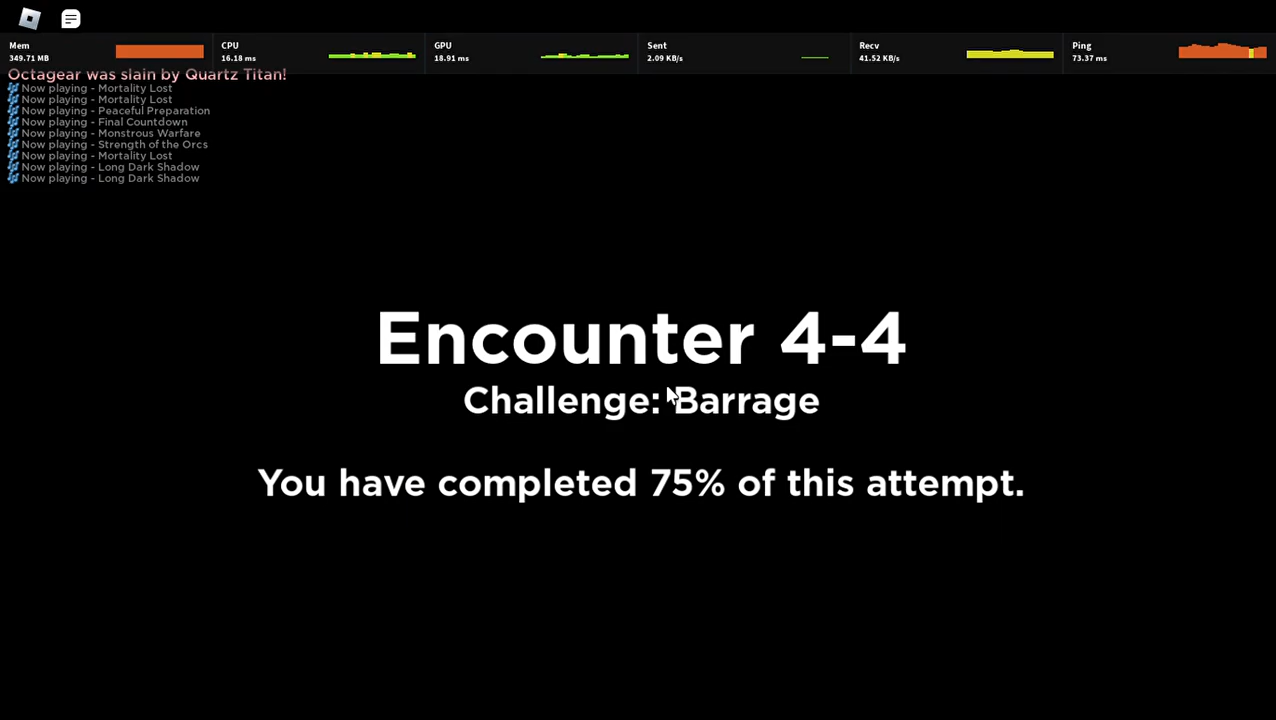 Mem CPU GPU Sent Recv Ping
349.71 MB 16.18 ms 18.91 ms 2.09 KB/s 41.52 KB/s 73.37 ms
Octagear was slain by Quartz Titan!
Now playing - Mortality Lost
Now playing - Mortality Lost
Now playing - Peaceful Preparation
Now playing - Final Countdown
Now playing - Monstrous Warfare
Now playing - Strength of the Orcs
Now playing - Mortality Lost
Now playing - Long Dark Shadow
Now playing - Long Dark Shadow
Encounter 4-4
Challenge: Barrage
You have completed 75% of this attempt.